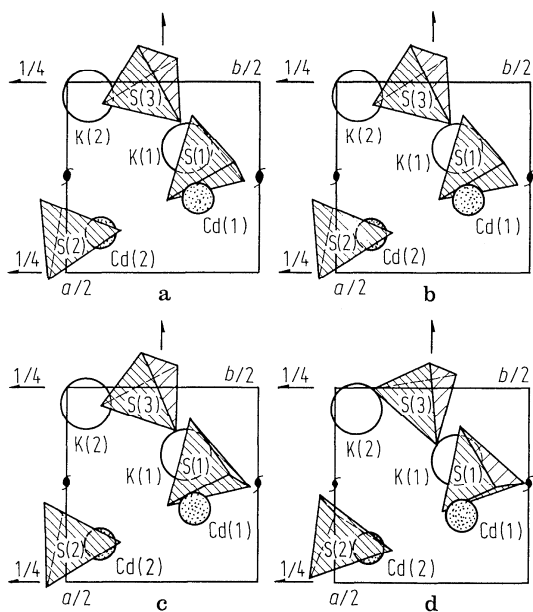 1/4 b/2 1/4 b/2
S(3) S(3)
K(2) K(2)
K(1) S(1) K(1) S(1)
Cd(1) Cd(1)
S(2) Cd(2) S(2) Cd(2)
1/4 1/4
a/2 a b
1/4 b/2 1/4 b/2
S(3) S(3)
K(2) K(2)
K(1) S(1) K(1) S(1)
Cd(1) Cd(1)
S(2) Cd(2) S(2) Cd(2)
1/4 1/4
a/2 c d